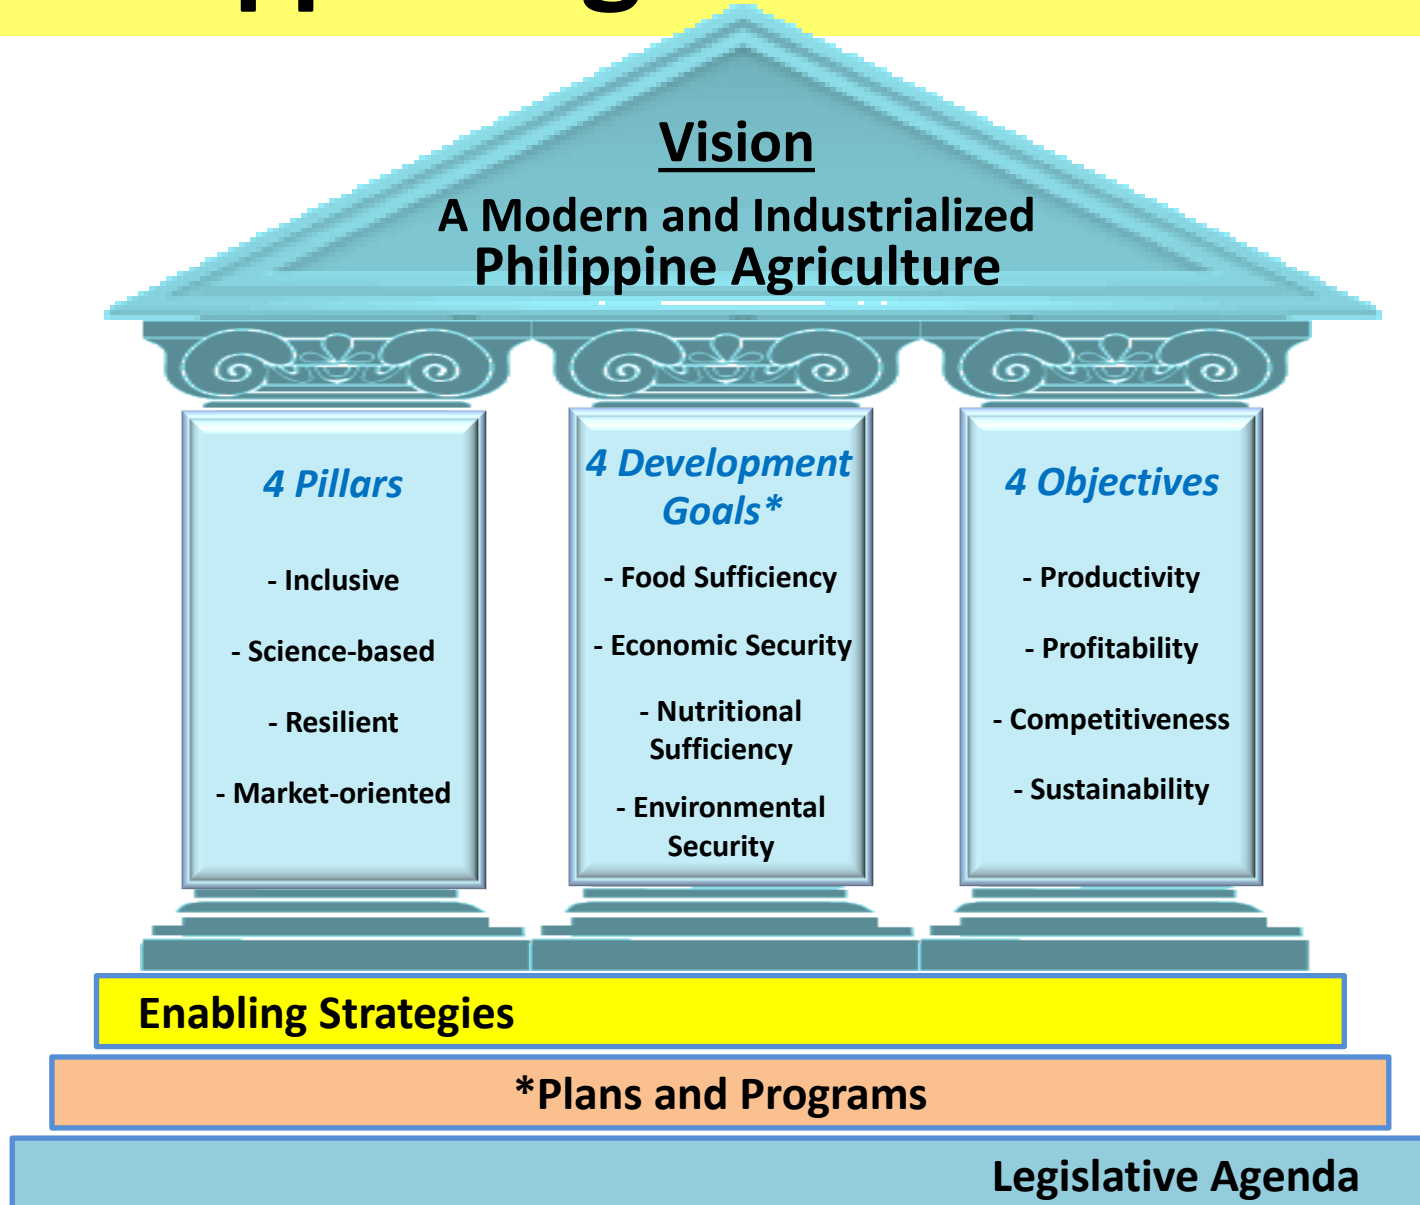 Vision
A Modern and Industrialized
Philippine Agriculture
4 Pillars
- Inclusive
- Science-based
- Resilient
- Market-oriented
4 Development
Goals*
- Food Sufficiency
- Economic Security
- Nutritional
Sufficiency
- Environmental
Security
4 Objectives
- Productivity
- Profitability
- Competitiveness
- Sustainability
Enabling Strategies
*Plans and Programs
Legislative Agenda